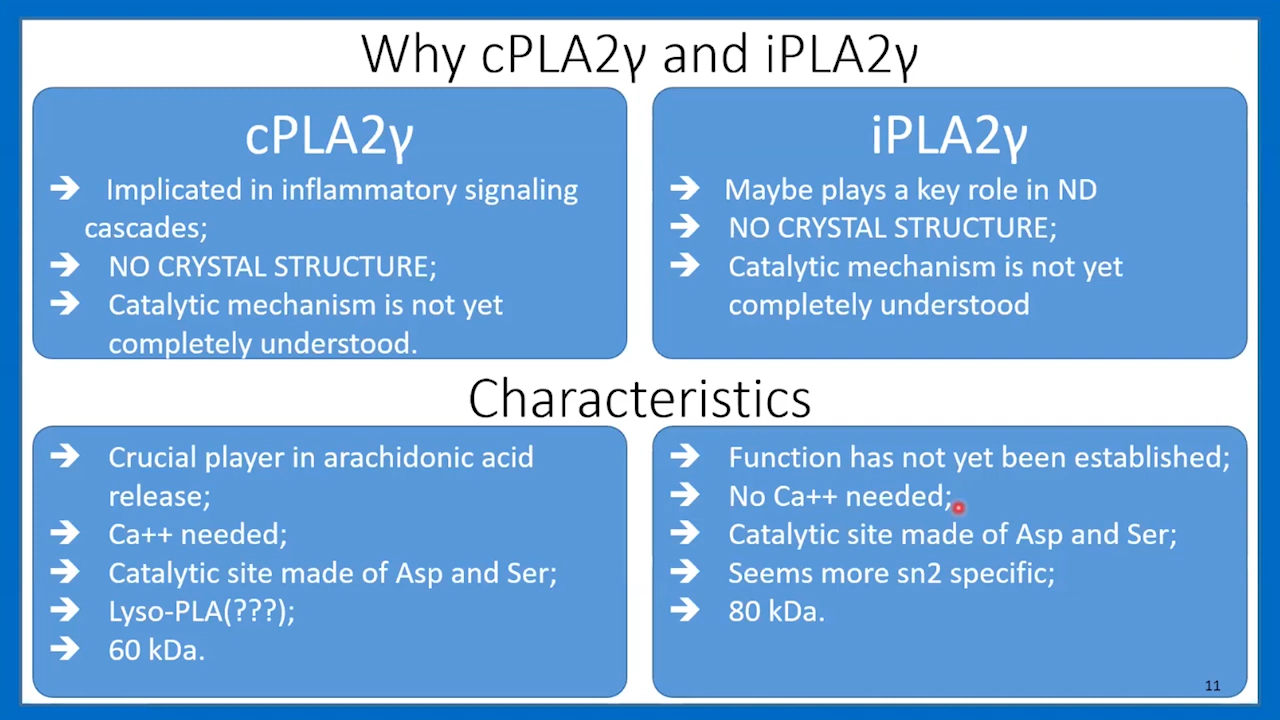 Why cPLA2γ and iPLA2γ
cPLA2γ
➔ Implicated in inflammatory signaling
cascades;
➔ NO CRYSTAL STRUCTURE;
➔ Catalytic mechanism is not yet
completely understood.
iPLA2γ
➔ Maybe plays a key role in ND
➔ NO CRYSTAL STRUCTURE;
➔ Catalytic mechanism is not yet
completely understood
Characteristics
➔ Crucial player in arachidonic acid
release;
➔ Ca++ needed;
➔ Catalytic site made of Asp and Ser;
➔ Lyso-PLA(???);
➔ 60 kDa.
➔ Function has not yet been established;
➔ No Ca++ needed;
➔ Catalytic site made of Asp and Ser;
➔ Seems more sn2 specific;
➔ 80 kDa.
11